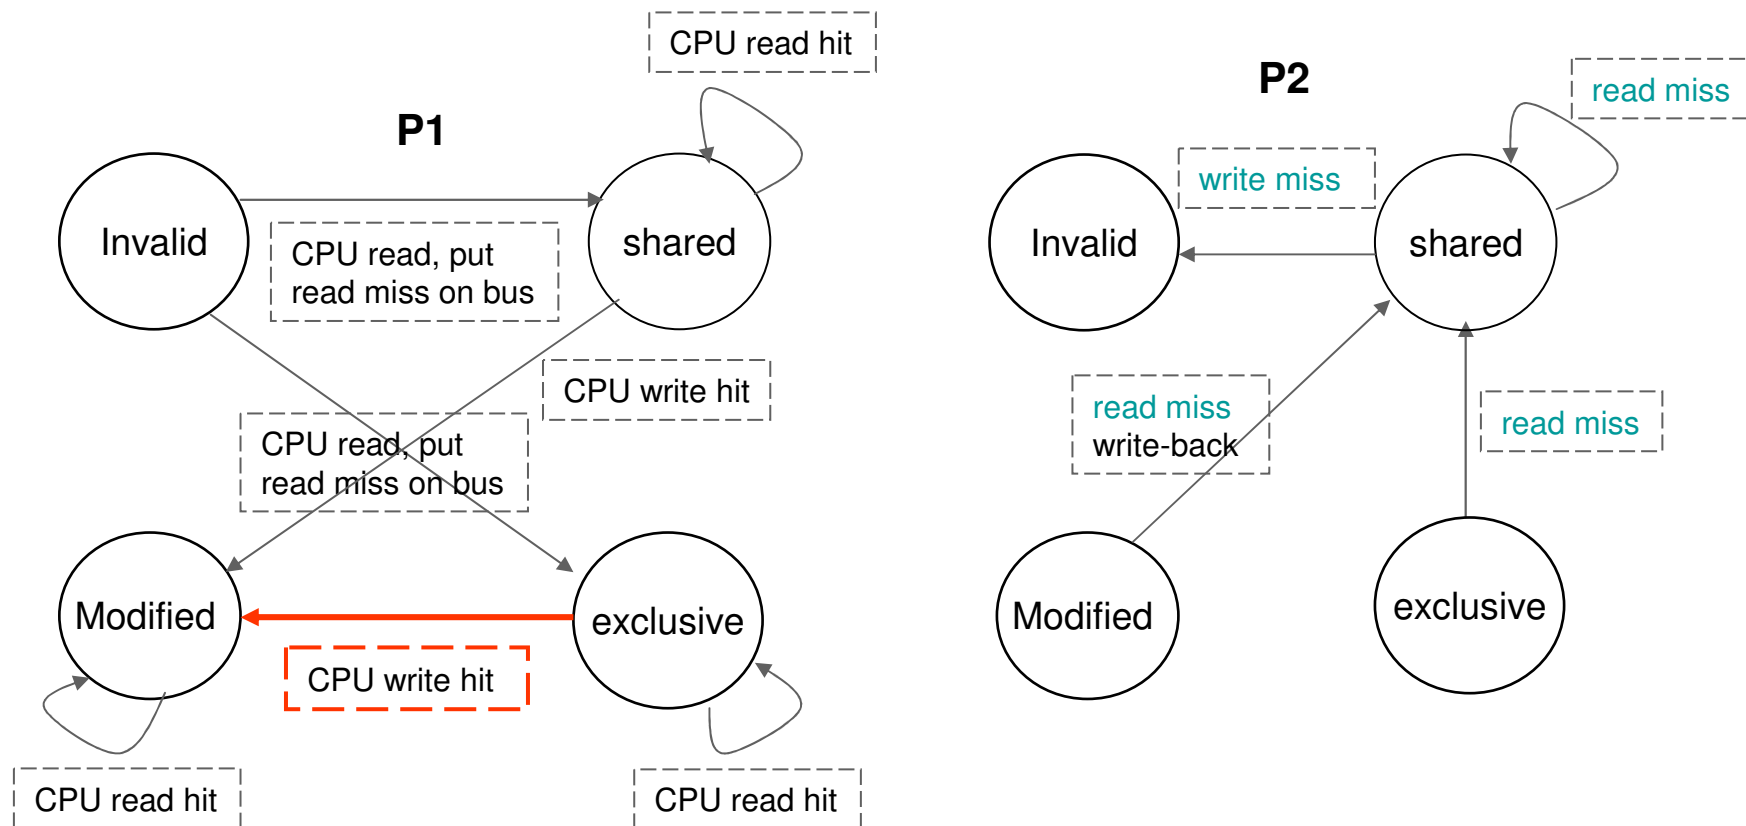 CPU read hit
P1
Invalid
shared
CPU read, put
read miss on bus
CPU write hit
CPU read, put
read miss on bus
Modified
exclusive
CPU write hit
CPU read hit
CPU read hit
P2
read miss
write miss
Invalid
shared
read miss
write-back
read miss
Modified
exclusive